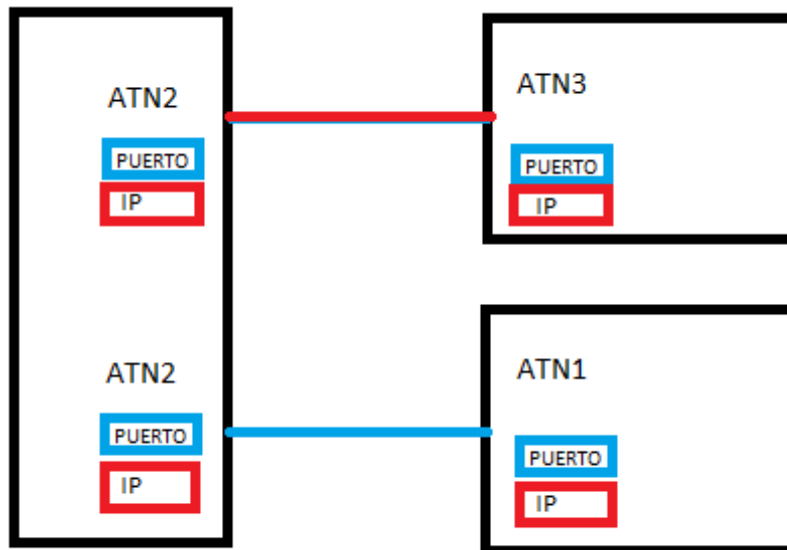 ATN2
PUERTO
IP
ATN3
PUERTO
IP
ATN2
PUERTO
IP
ATN1
PUERTO
IP